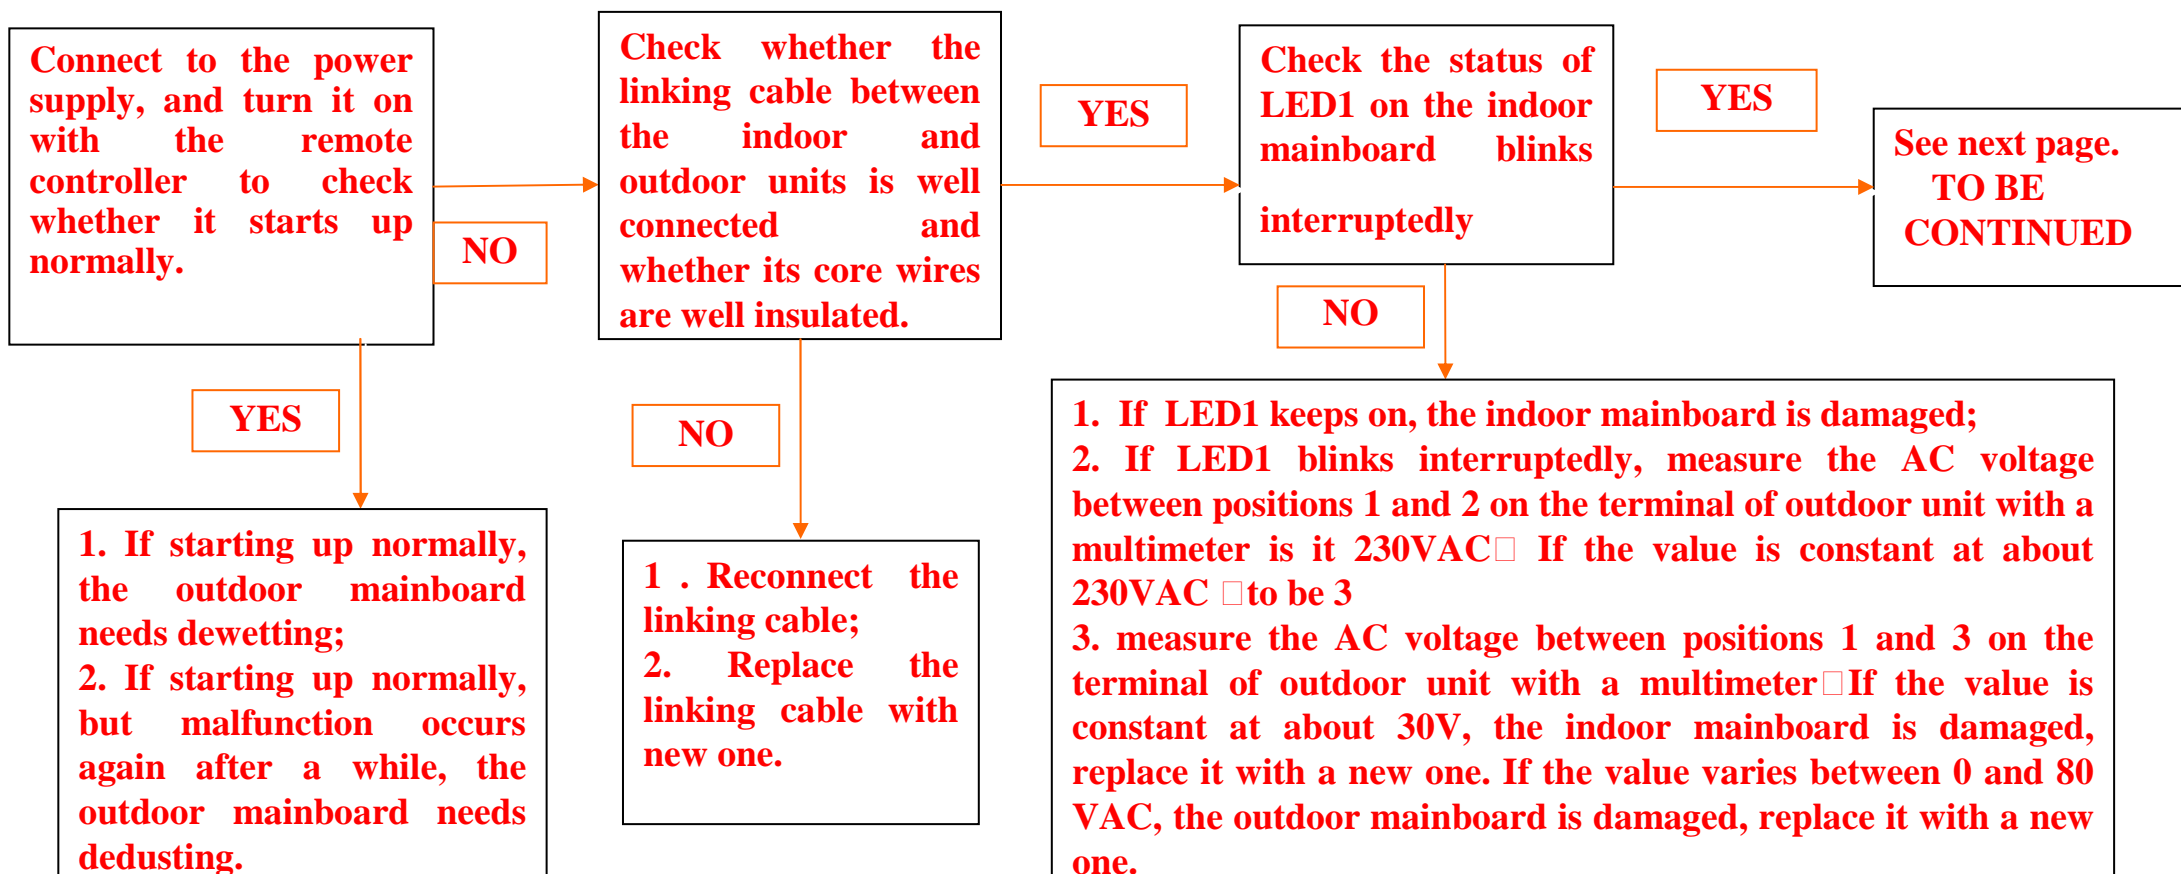 Connect to the power
supply, and turn it on
with the remote
controller to check
whether it starts up
normally.
NO
Check whether the
linking cable between
the indoor and
outdoor units is well
connected and
whether its core wires
are well insulated.
YES
Check the status of
LED1 on the indoor
mainboard blinks
interruptedly
YES
See next page.
TO BE
CONTINUED
YES
NO
NO
1. If starting up normally,
the outdoor mainboard
needs dewetting;
2. If starting up normally,
but malfunction occurs
again after a while, the
outdoor mainboard needs
dedusting.
1 . Reconnect the
linking cable;
2. Replace the
linking cable with
new one.
1. If LED1 keeps on, the indoor mainboard is damaged;
2. If LED1 blinks interruptedly, measure the AC voltage
between positions 1 and 2 on the terminal of outdoor unit with a
multimeter is it 230VAC□ If the value is constant at about
230VAC □to be 3
3. measure the AC voltage between positions 1 and 3 on the
terminal of outdoor unit with a multimeter□If the value is
constant at about 30V, the indoor mainboard is damaged,
replace it with a new one. If the value varies between 0 and 80
VAC, the outdoor mainboard is damaged, replace it with a new
one.